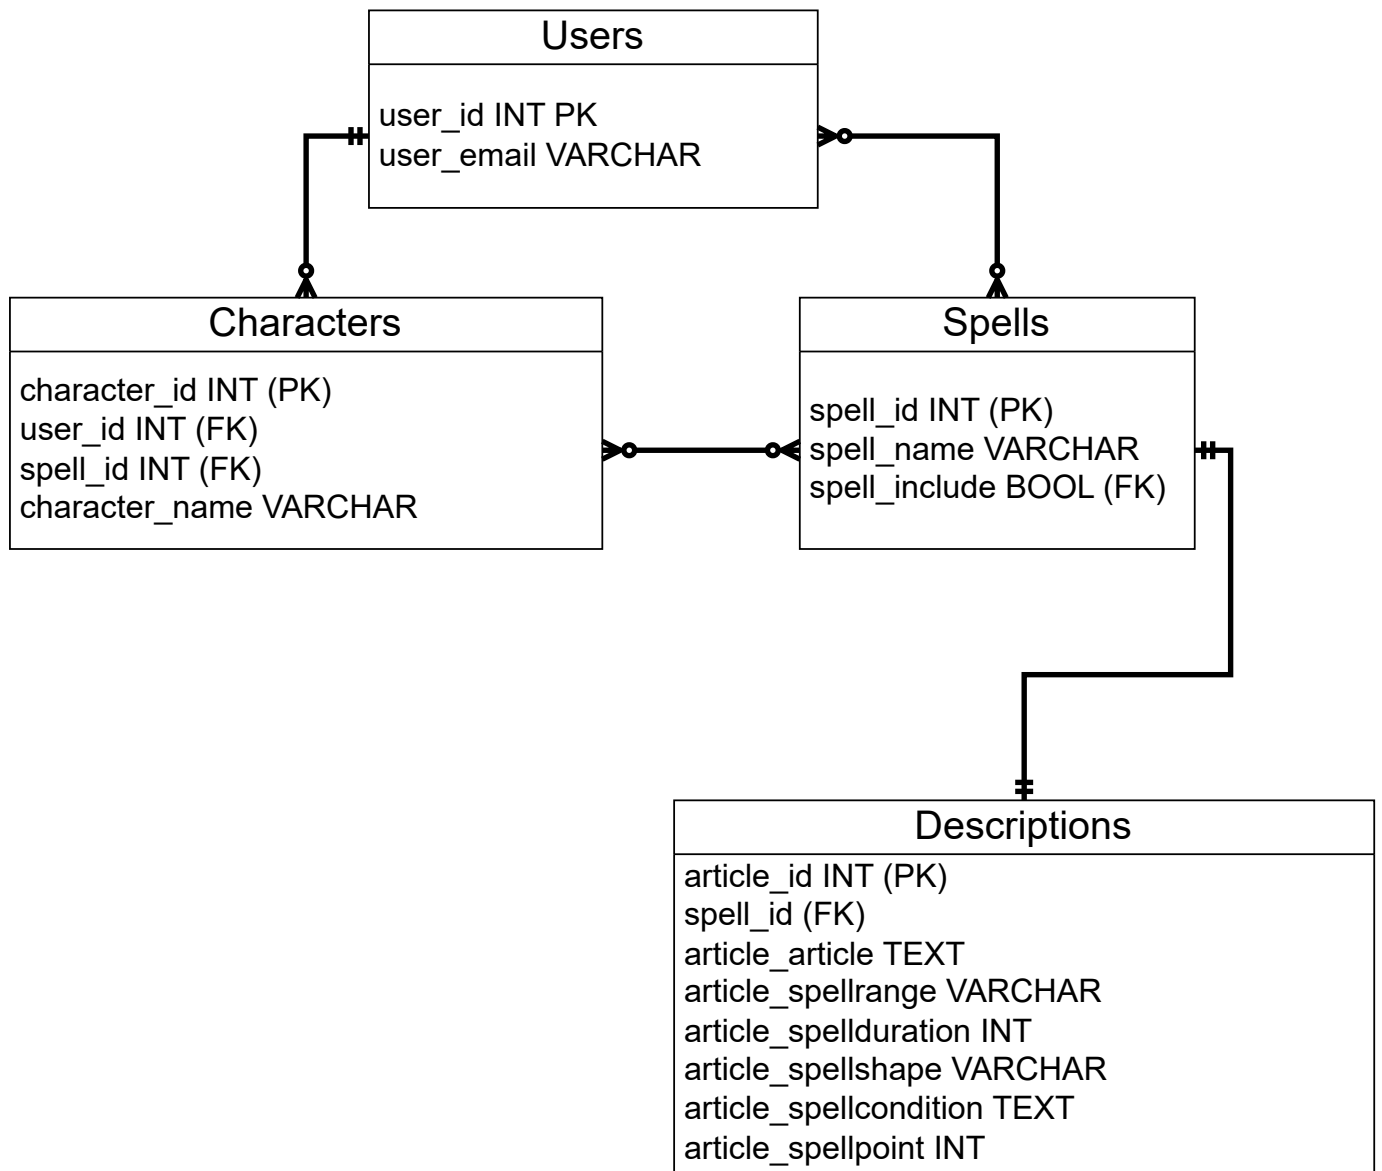 Users
user_id INT PK
user_email VARCHAR
Characters
character_id INT (PK)
user_id INT (FK)
spell_id INT (FK)
character_name VARCHAR
Spells
spell_id INT (PK)
spell_name VARCHAR
spell_include BOOL (FK)
Descriptions
article_id INT (PK)
spell_id (FK)
article_article TEXT
article_spellrange VARCHAR
article_spellduration INT
article_spellshape VARCHAR
article_spellcondition TEXT
article_spellpoint INT